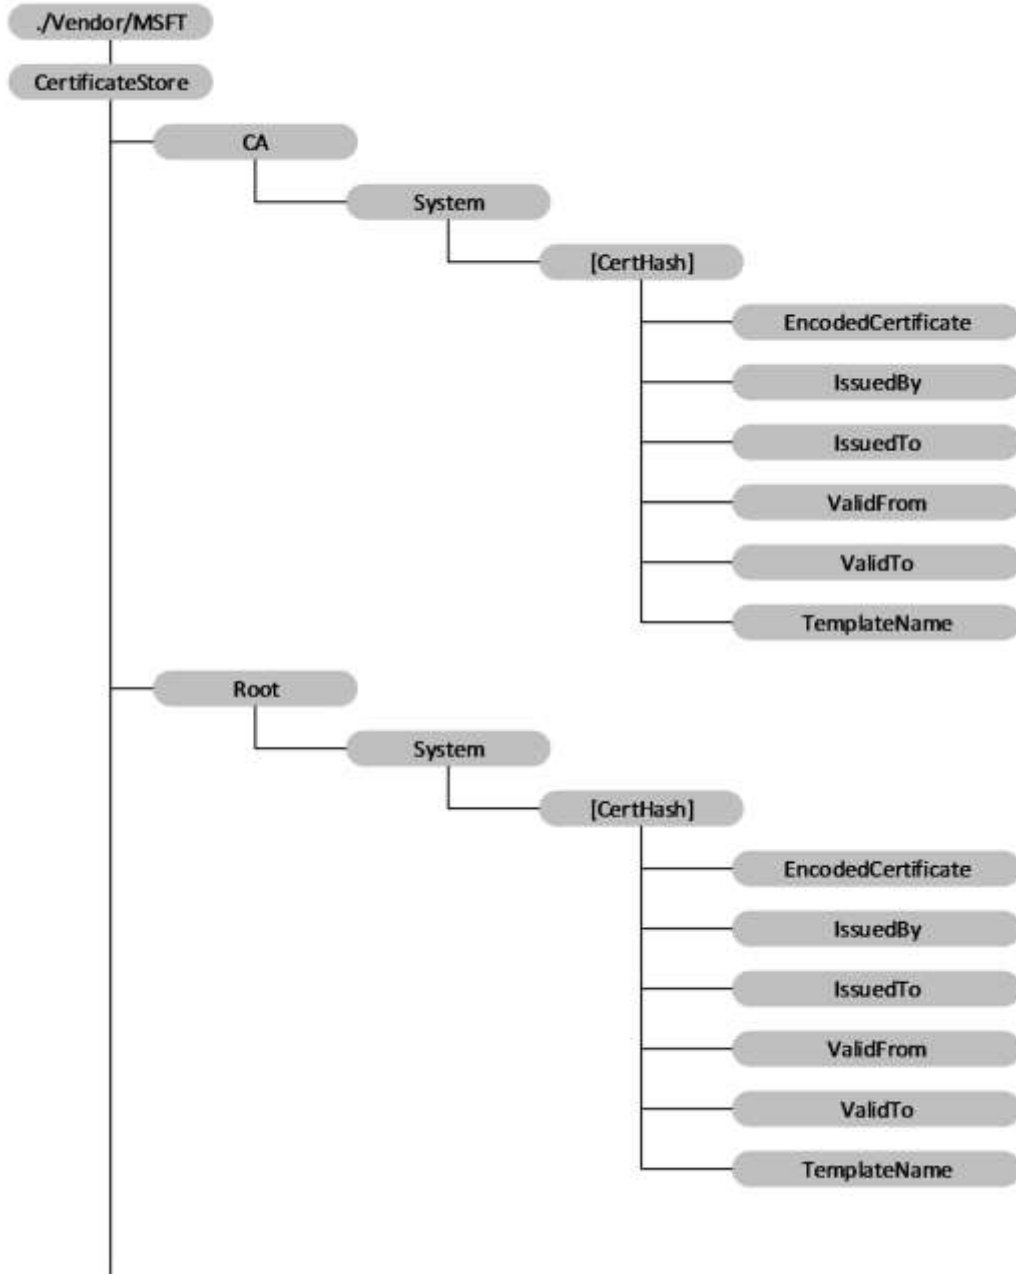 ./Vendor/MSFT
CertificateStore
CA
System
[CertHash]
EncodedCertificate
IssuedBy
IssuedTo
ValidFrom
ValidTo
TemplateName
Root
System
[CertHash]
EncodedCertificate
IssuedBy
IssuedTo
ValidFrom
ValidTo
TemplateName